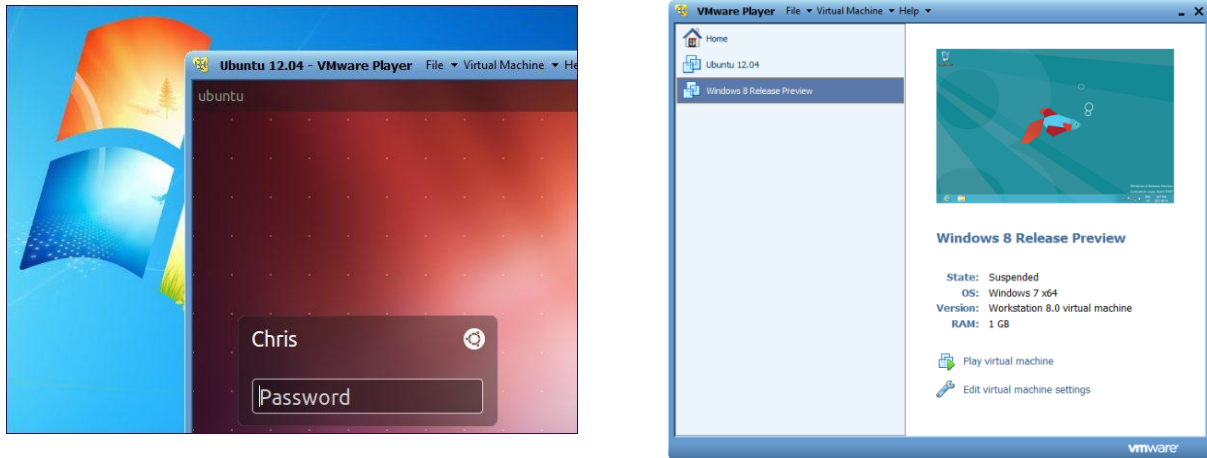 Ubuntu 12.04 - VMware Player File Virtual Machine He
ubuntu
Chris
Password
VMware Player File Virtual Machine Help
Home
Ubuntu 12.04
Windows 8 Release Preview
Windows 8 Release Preview
State: Suspended
OS: Windows 7 x64
Version: Workstation 8.0 virtual machine
RAM: 1 GB
Play virtual machine
Edit virtual machine settings
vmware